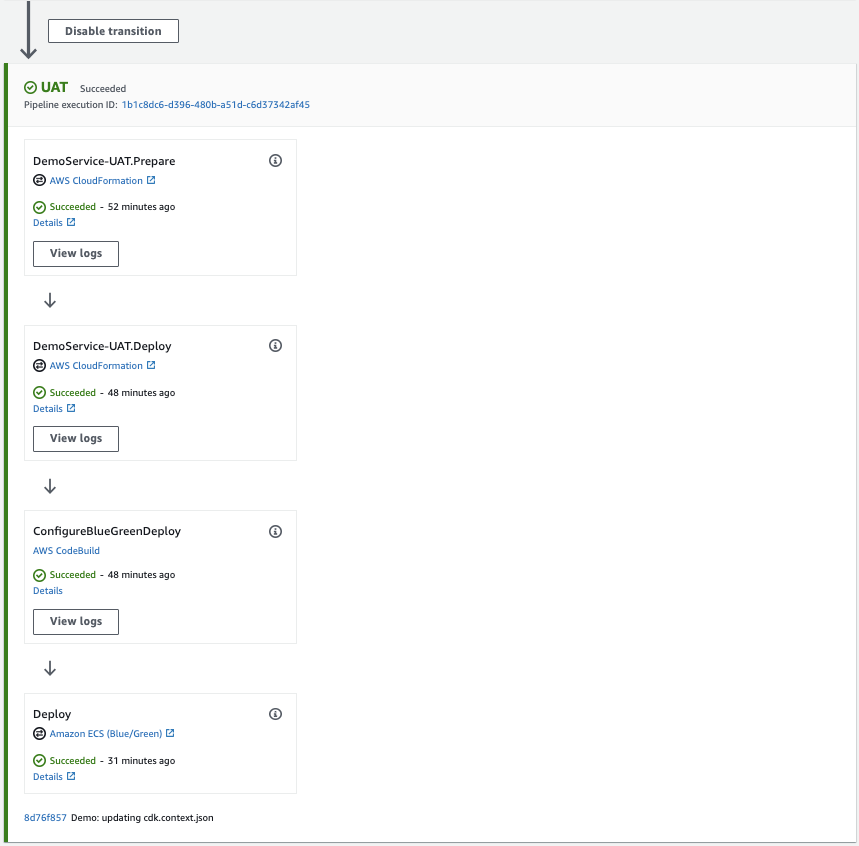 Disable transition
UAT Succeeded
Pipeline execution ID: 1b1c8dc6-d396-480b-a51d-c6d37342af45
DemoService-UAT.Prepare
AWS CloudFormation
Succeeded - 52 minutes ago
Details
View logs
DemoService-UAT.Deploy
AWS CloudFormation
Succeeded - 48 minutes ago
Details
View logs
ConfigureBlueGreenDeploy
AWS CodeBuild
Succeeded - 48 minutes ago
Details
View logs
Deploy
Amazon ECS (Blue/Green)
Succeeded - 31 minutes ago
Details
8d76f857 Demo: updating cdk.context.json